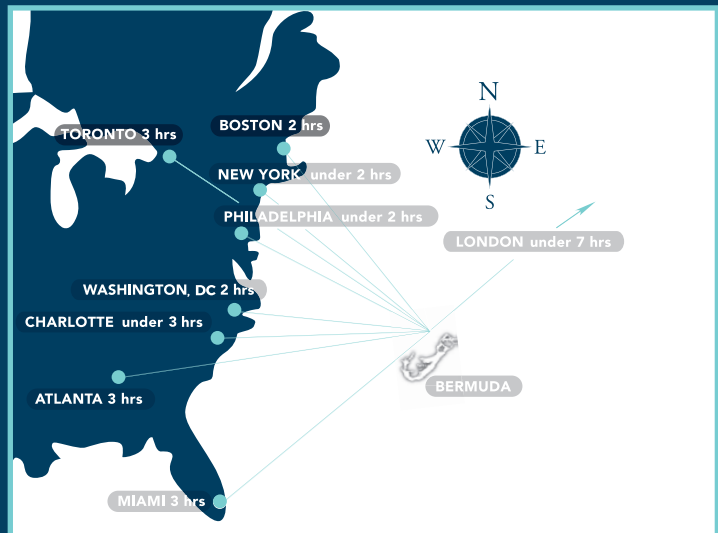 N
BOSTON 2 hrs
TORONTO 3 hrs
W
E
NEW YORK under 2 hrs
S
PHILADELPHIA under 2 hrs
LONDON under 7 hrs
WASHINGTON, DC 2 hrs
CHARLOTTE under 3 hrs
BERMUDA
ATLANTA 3 hrs
MIAMI 3 hrs